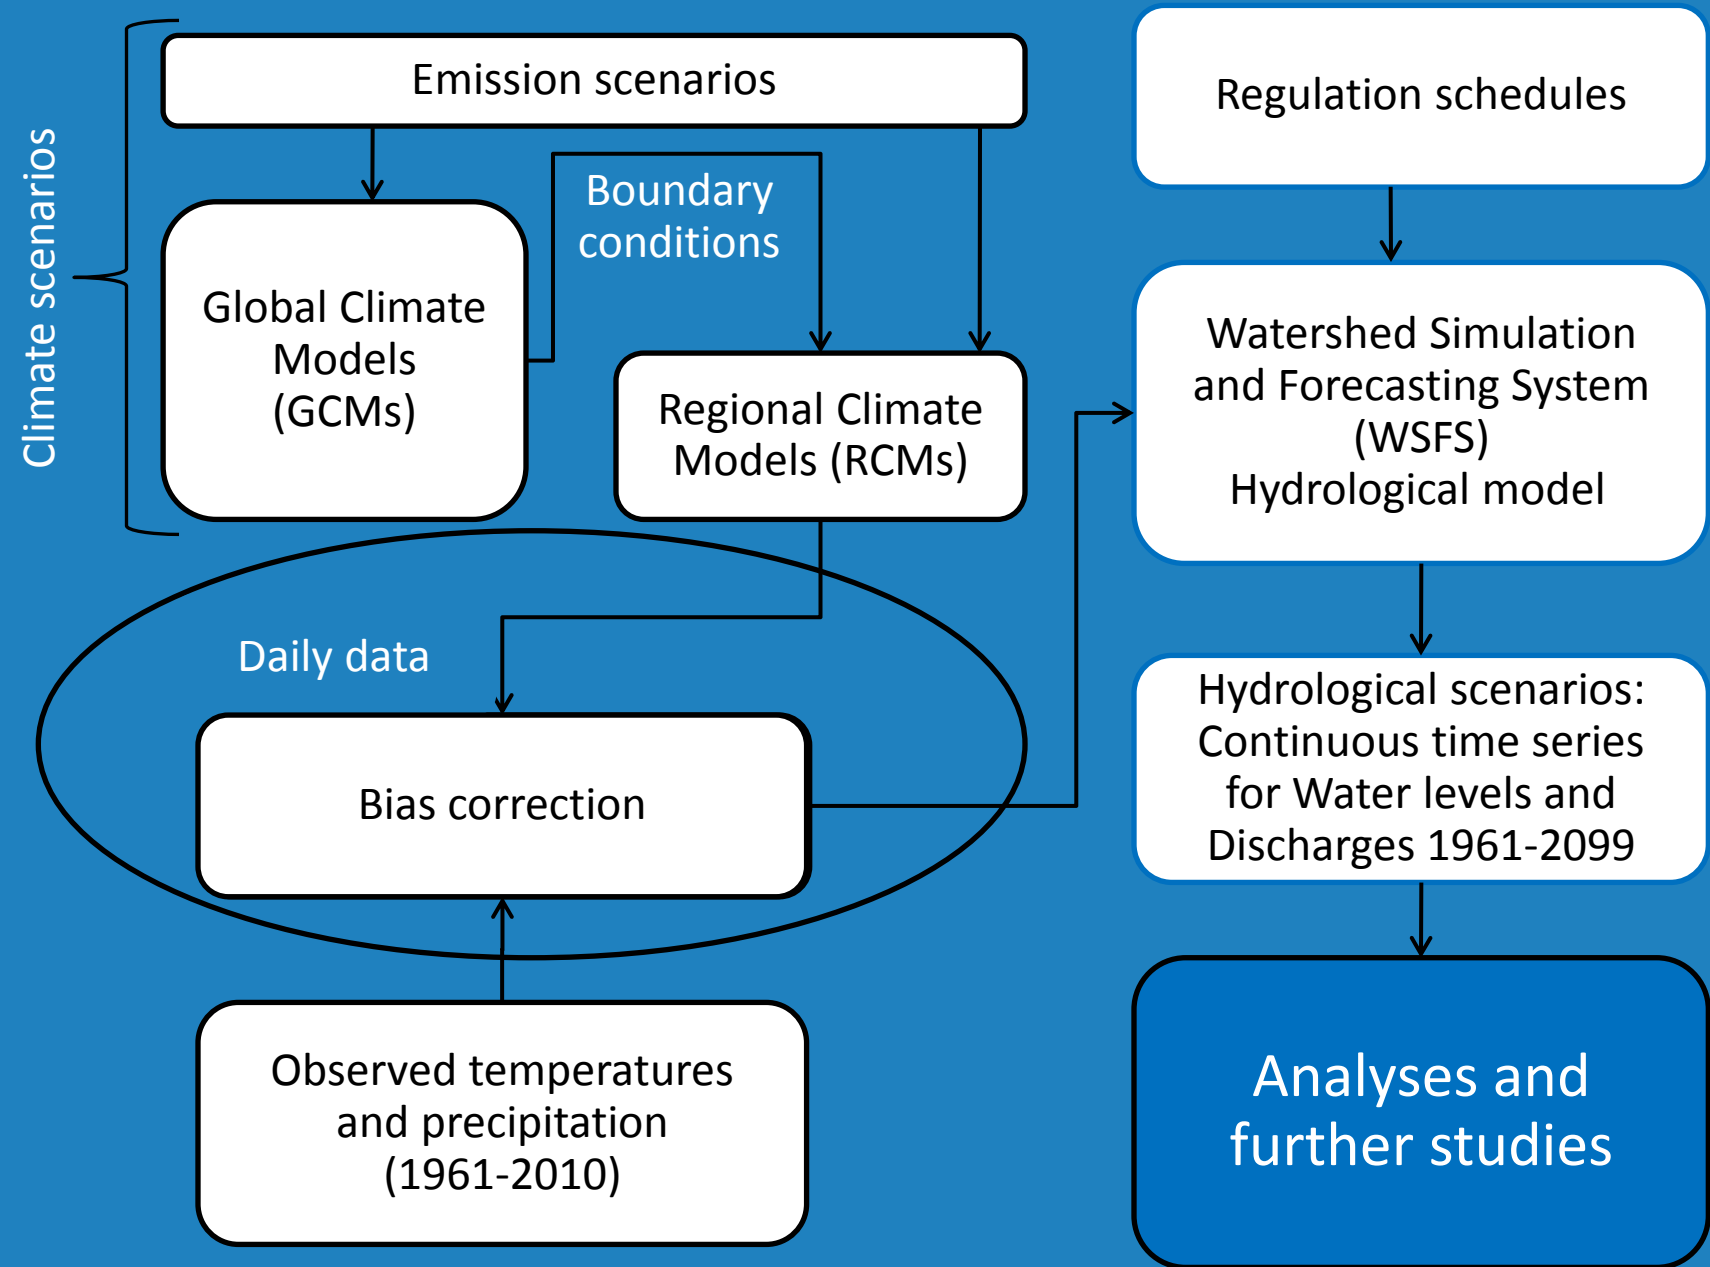 Climate scenarios
Emission scenarios
Boundary
conditions
Global Climate
Models
(GCMs)
Regional Climate
Models (RCMs)
Daily data
Bias correction
Observed temperatures
and precipitation
(1961-2010)
Regulation schedules
Watershed Simulation
and Forecasting System
(WSFS)
Hydrological model
Hydrological scenarios:
Continuous time series
for Water levels and
Discharges 1961-2099
Analyses and
further studies